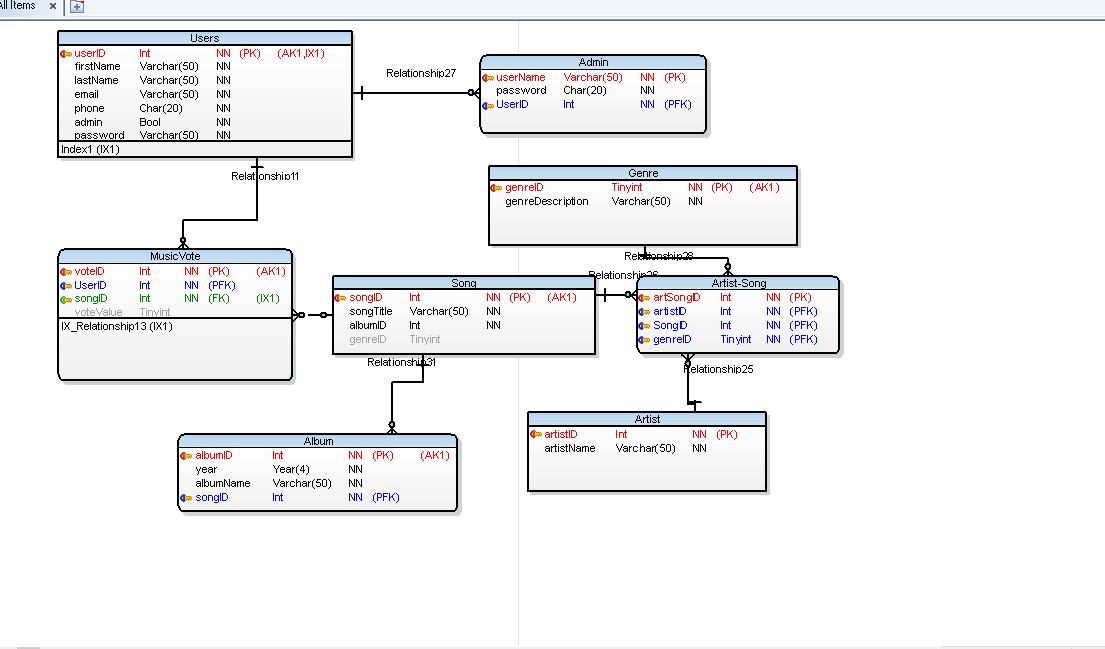 All Items
Users
userID Int NN (PK) (AK1,IX1)
firstName Varchar(50) NN
lastName Varchar(50) NN
email Varchar(50) NN
phone Char(20) NN
admin Bool NN
password Varchar(50) NN
Index1 (IX1)
Relationship27
Admin
userName Varchar(50) NN (PK)
password Char(20) NN
UserID Int NN (PFK)
Relationship11
Genre
genreID Tinyint NN (PK) (AK1)
genreDescription Varchar(50) NN
Relationship28
Relationship26
MusicVote
voteID Int NN (PK) (AK1)
UserID Int NN (PFK)
songID Int NN (FK) (IX1)
voteValue Tinyint
IX_Relationship13 (IX1)
Song
songID Int NN (PK) (AK1)
songTitle Varchar(50) NN
albumID Int NN
genreID Tinyint
Artist-Song
artSongID Int NN (PK)
artistID Int NN (PFK)
SongID Int NN (PFK)
genreID Tinyint NN (PFK)
Relationship31
Relationship25
Album
albumID Int NN (PK) (AK1)
year Year(4) NN
albumName Varchar(50) NN
songID Int NN (PFK)
Artist
artistID Int NN (PK)
artistName Varchar(50) NN